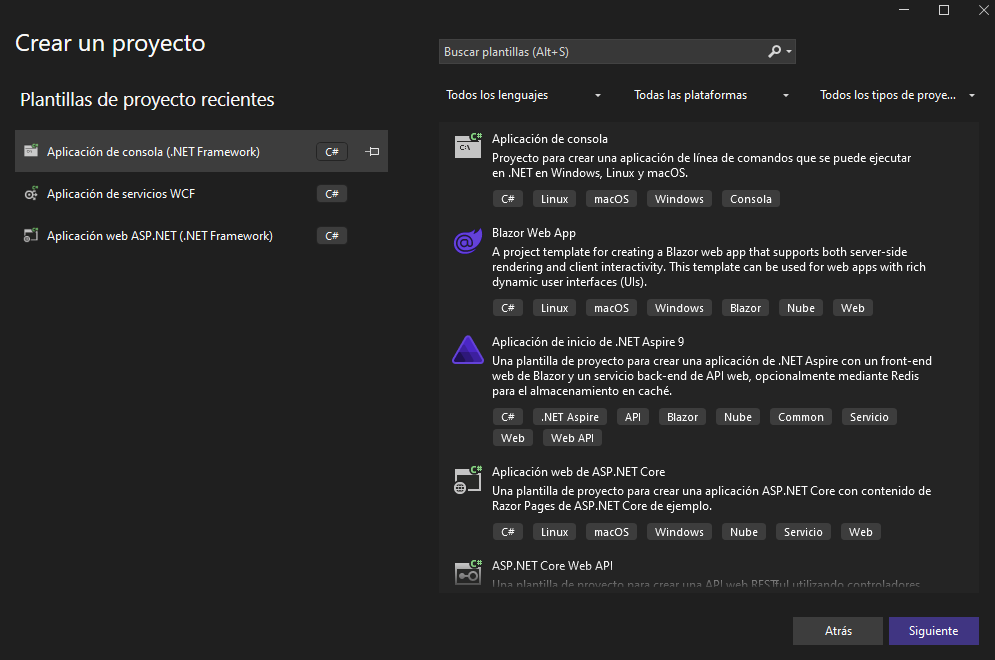 Crear un proyecto
Buscar plantillas (Alt+S)
Plantillas de proyecto recientes
Todos los lenguajes
Todas las plataformas
Todos los tipos de proye...
Aplicación de consola (.NET Framework)
C#
Aplicación de servicios WCF
C#
Aplicación web ASP.NET (.NET Framework)
C#
C#
C:\
Aplicación de consola
Proyecto para crear una aplicación de línea de comandos que se puede ejecutar
en .NET en Windows, Linux y macOS.
C# Linux macOS Windows Consola
Blazor Web App
A project template for creating a Blazor web app that supports both server-side
rendering and client interactivity. This template can be used for web apps with rich
dynamic user interfaces (UIs).
C# Linux macOS Windows Blazor Nube Web
Aplicación de inicio de .NET Aspire 9
Una plantilla de proyecto para crear una aplicación de .NET Aspire con un front-end
web de Blazor y un servicio back-end de API web, opcionalmente mediante Redis
para el almacenamiento en caché.
C# .NET Aspire API Blazor Nube Common Servicio
Web Web API
C#
Aplicación web de ASP.NET Core
Una plantilla de proyecto para crear una aplicación ASP.NET Core con contenido de
Razor Pages de ASP.NET Core de ejemplo.
C# Linux macOS Windows Nube Servicio Web
C#
ASP.NET Core Web API
Una plantilla de proyecto para crear una API web RESTful utilizando controladores
Atrás
Siguiente